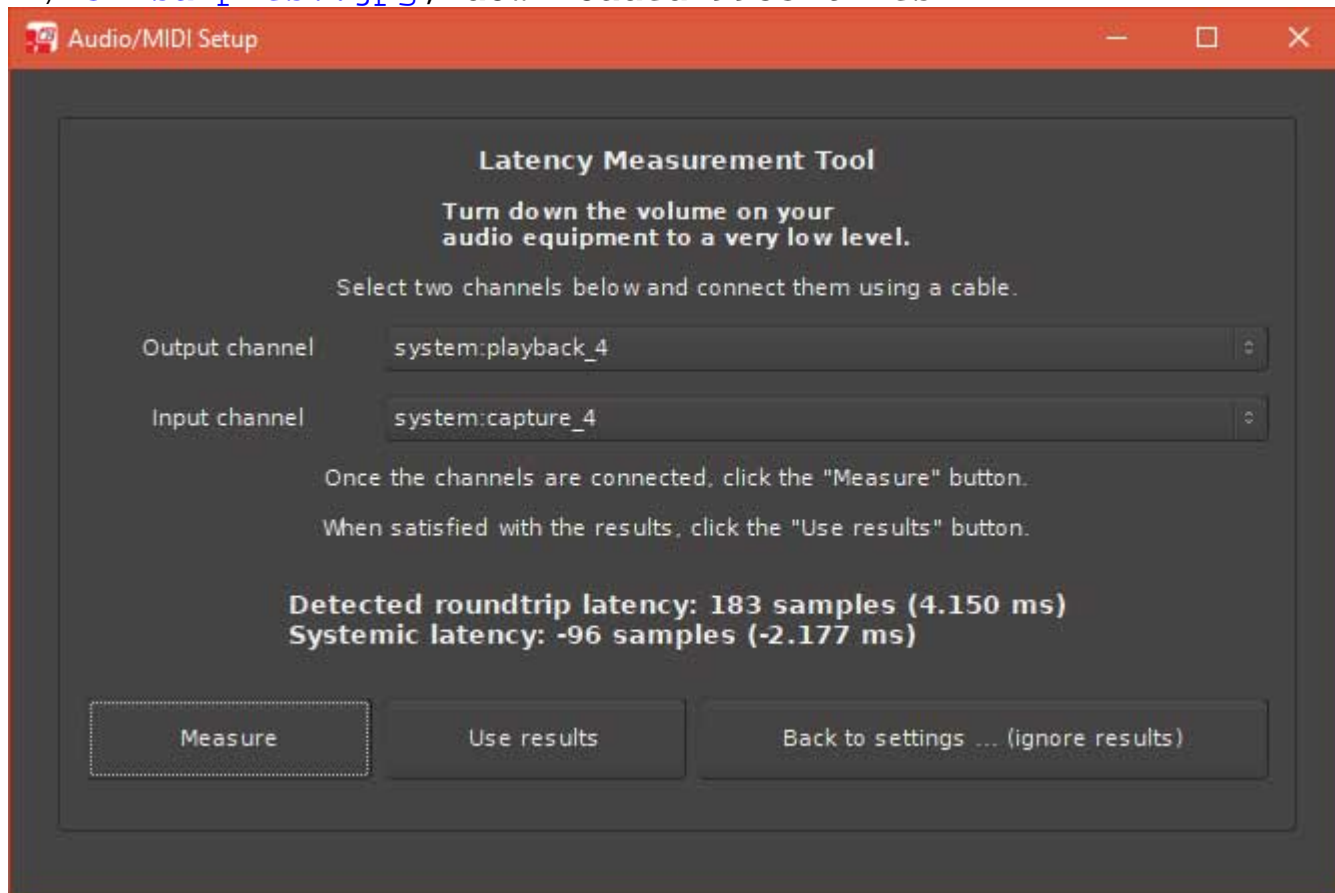 Audio/MIDI Setup
Latency Measurement Tool
Turn down the volume on your
audio equipment to a very low level.
Select two channels below and connect them using a cable.
Output channel system:playback_4
Input channel system:capture_4
Once the channels are connected, click the "Measure" button.
When satisfied with the results, click the "Use results" button.
Detected roundtrip latency: 183 samples (4.150 ms)
Systemic latency: -96 samples (-2.177 ms)
Measure Use results Back to settings ... (ignore results)